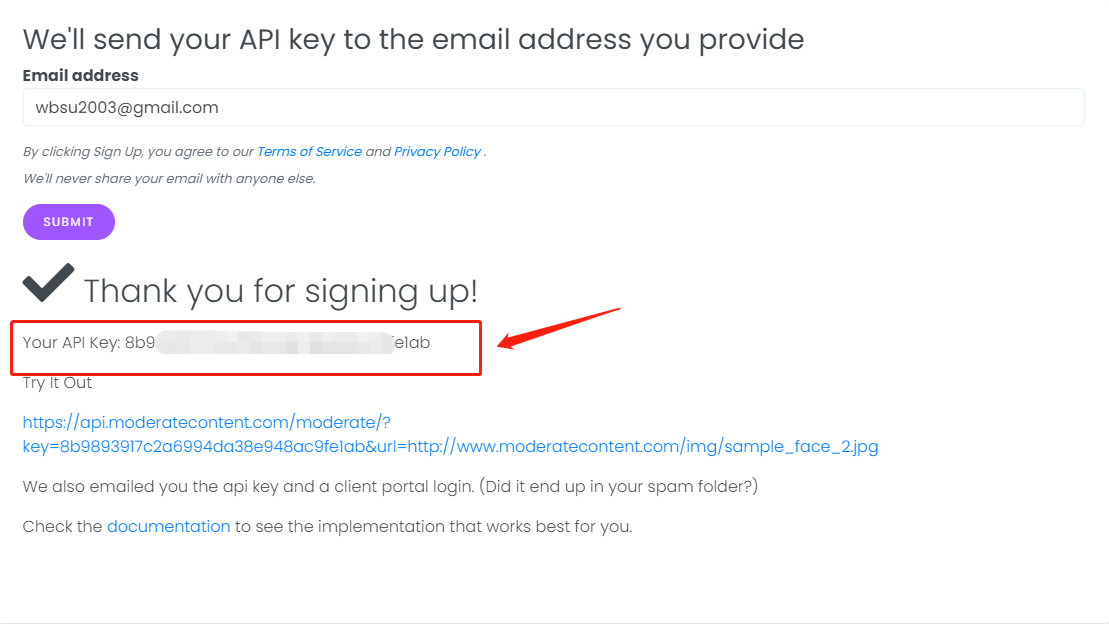 We'll send your API key to the email address you provide
Email address
wbsu2003@gmail.com
By clicking Sign Up, you agree to our Terms of Service and Privacy Policy .
We'll never share your email with anyone else.
SUBMIT
Thank you for signing up!
Your API Key: 8b9 e1ab
Try It Out
https://api.moderatecontent.com/moderate/?
key=8b9893917c2a6994da38e948ac9fe1ab&url=http://www.moderatecontent.com/img/sample_face_2.jpg
We also emailed you the api key and a client portal login. (Did it end up in your spam folder?)
Check the documentation to see the implementation that works best for you.